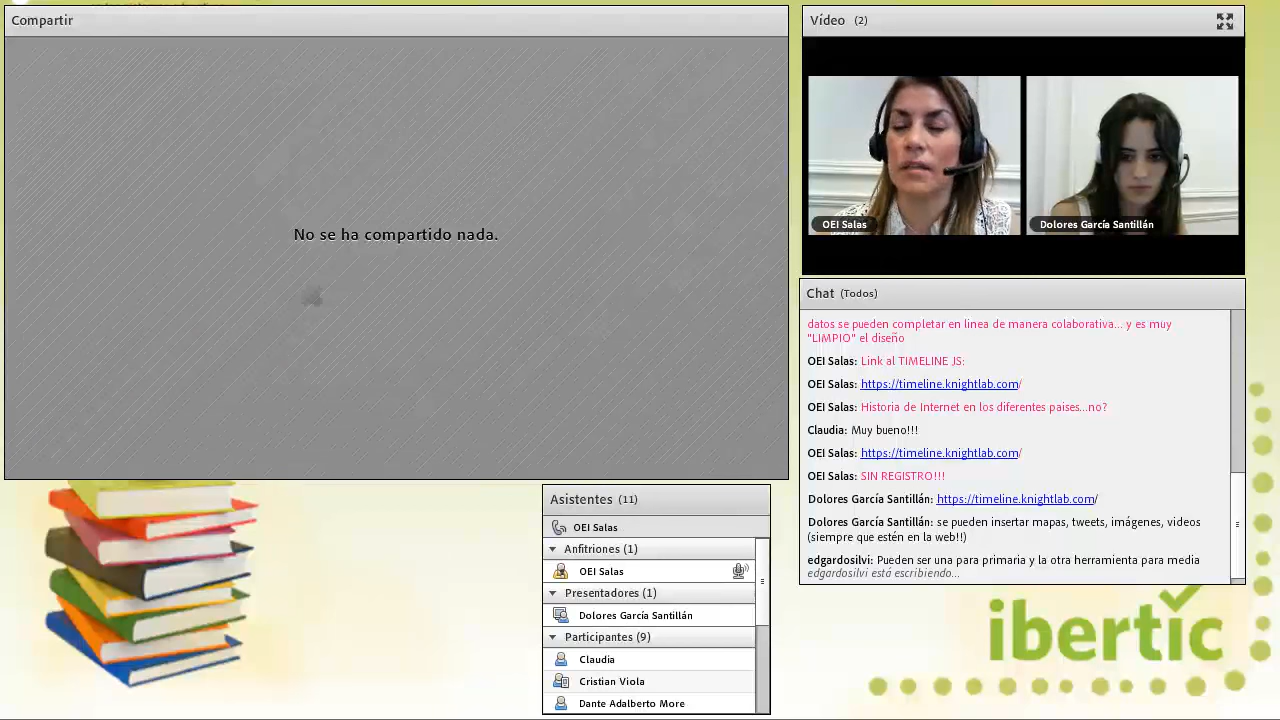 Compartir
No se ha compartido nada.
Vídeo (2)
OEI Salas
Dolores García Santillán
Chat (Todos)
datos se pueden completar en linea de manera colaborativa... y es muy
"LIMPIO" el diseño
OEI Salas: Link al TIMELINE JS:
OEI Salas: https://timeline.knightlab.com/
OEI Salas: Historia de Internet en los diferentes paises...no?
Claudia: Muy bueno!!!
OEI Salas: https://timeline.knightlab.com/
OEI Salas: SIN REGISTRO!!!
Dolores García Santillán: https://timeline.knightlab.com/
Dolores García Santillán: se pueden insertar mapas, tweets, imágenes, videos
(siempre que estén en la web!!)
edgardosilvi: Pueden ser una para primaria y la otra herramienta para media
edgardosilvi está escribiendo...
Asistentes (11)
OEI Salas
Anfitriones (1)
OEI Salas
Presentadores (1)
Dolores García Santillán
Participantes (9)
Claudia
Cristian Viola
Dante Adalberto More
ibertic